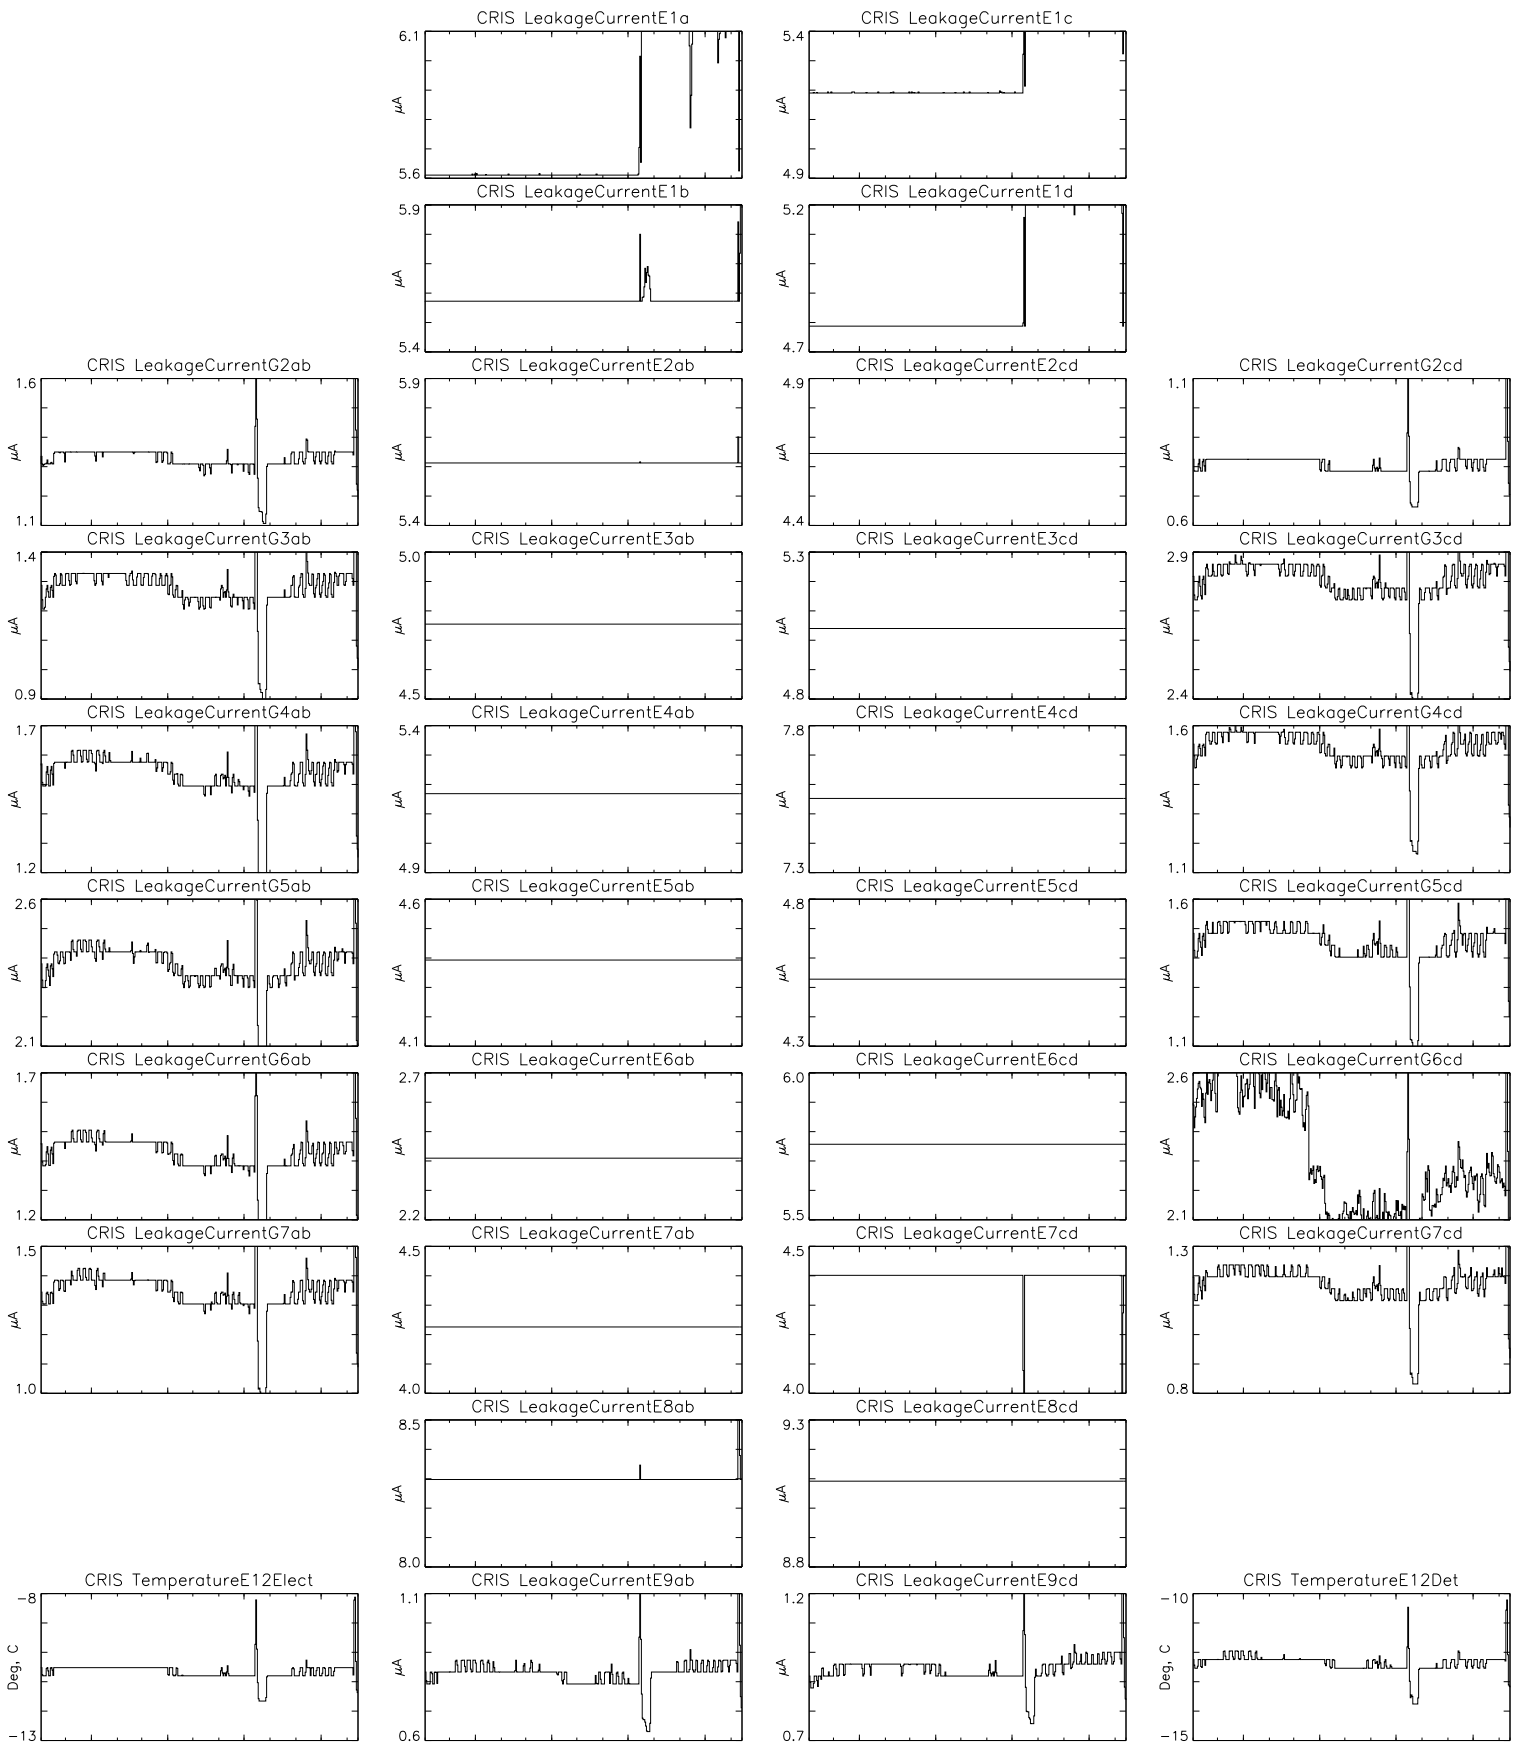 CRIS LeakageCurrentE1a
6.1
μA
5.6
CRIS LeakageCurrentE1c
5.4
μA
4.9
CRIS LeakageCurrentE1b
5.9
μA
5.4
CRIS LeakageCurrentE1d
5.2
μA
4.7
CRIS LeakageCurrentG2ab
1.6
μA
1.1
CRIS LeakageCurrentE2ab
5.9
μA
5.4
CRIS LeakageCurrentE2cd
4.9
μA
4.4
CRIS LeakageCurrentG2cd
1.1
μA
0.6
CRIS LeakageCurrentG3ab
1.4
μA
0.9
CRIS LeakageCurrentE3ab
5.0
μA
4.5
CRIS LeakageCurrentE3cd
5.3
μA
4.8
CRIS LeakageCurrentG3cd
2.9
μA
2.4
CRIS LeakageCurrentG4ab
1.7
μA
1.2
CRIS LeakageCurrentE4ab
5.4
μA
4.9
CRIS LeakageCurrentE4cd
7.8
μA
7.3
CRIS LeakageCurrentG4cd
1.6
μA
1.1
CRIS LeakageCurrentG5ab
2.6
μA
2.1
CRIS LeakageCurrentE5ab
4.6
μA
4.1
CRIS LeakageCurrentE5cd
4.8
μA
4.3
CRIS LeakageCurrentG5cd
1.6
μA
1.1
CRIS LeakageCurrentG6ab
1.7
μA
1.2
CRIS LeakageCurrentE6ab
2.7
μA
2.2
CRIS LeakageCurrentE6cd
6.0
μA
5.5
CRIS LeakageCurrentG6cd
2.6
μA
2.1
CRIS LeakageCurrentG7ab
1.5
μA
1.0
CRIS LeakageCurrentE7ab
4.5
μA
4.0
CRIS LeakageCurrentE7cd
4.5
μA
4.0
CRIS LeakageCurrentG7cd
1.3
μA
0.8
CRIS LeakageCurrentE8ab
8.5
μA
8.0
CRIS LeakageCurrentE8cd
9.3
μA
8.8
CRIS TemperatureE12Elect
-8
Deg, C
-13
CRIS LeakageCurrentE9ab
1.1
μA
0.6
CRIS LeakageCurrentE9cd
1.2
μA
0.7
CRIS TemperatureE12Det
-10
Deg, C
-15